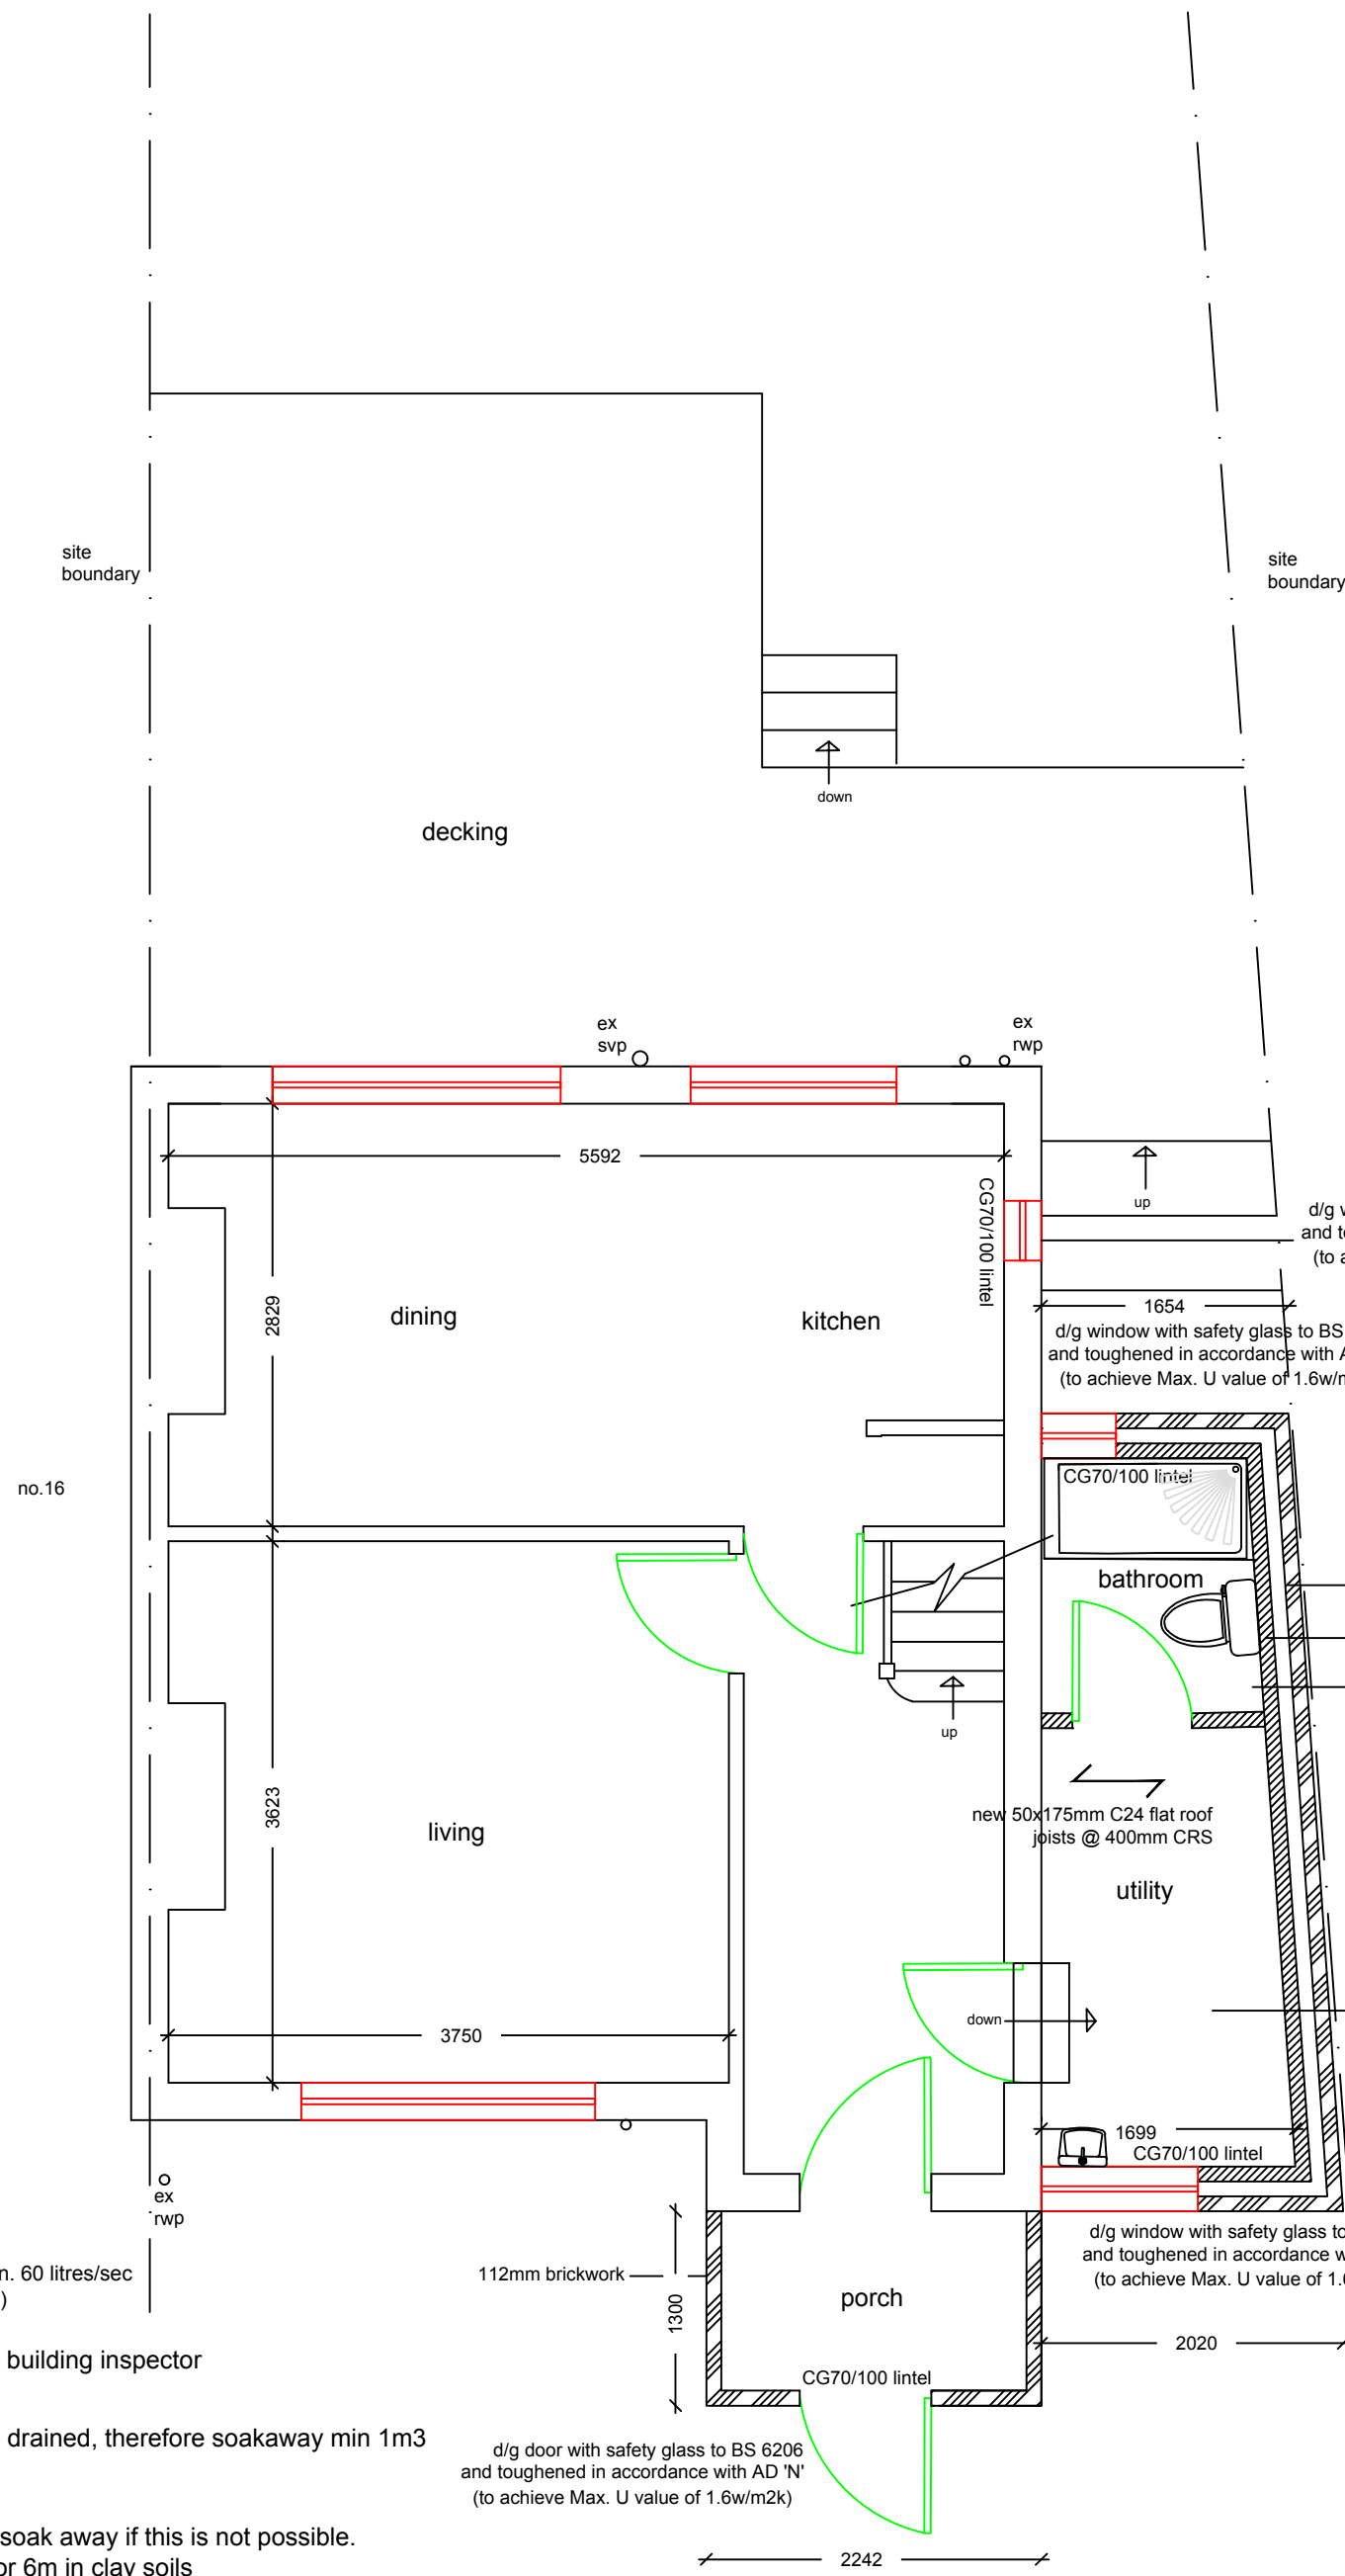 site
boundary
site
boundary
down
decking
ex
svp
ex
rwp
5592
up
CG70/100 lintel
d/g w
and to
(to a
2829
dining
kitchen
1654
d/g window with safety glass to BS
and toughened in accordance with A
(to achieve Max. U value of 1.6w/m
no.16
CG70/100 lintel
bathroom
up
3623
living
new 50x175mm C24 flat roof
joists @ 400mm CRS
utility
down
3750
1699
CG70/100 lintel
ex
rwp
n. 60 litres/sec
)
112mm brickwork
1300
porch
d/g window with safety glass to
and toughened in accordance w
(to achieve Max. U value of 1.6
2020
building inspector
CG70/100 lintel
drained, therefore soakaway min 1m3
d/g door with safety glass to BS 6206
and toughened in accordance with AD 'N'
(to achieve Max. U value of 1.6w/m2k)
soak away if this is not possible.
or 6m in clay soils
2242